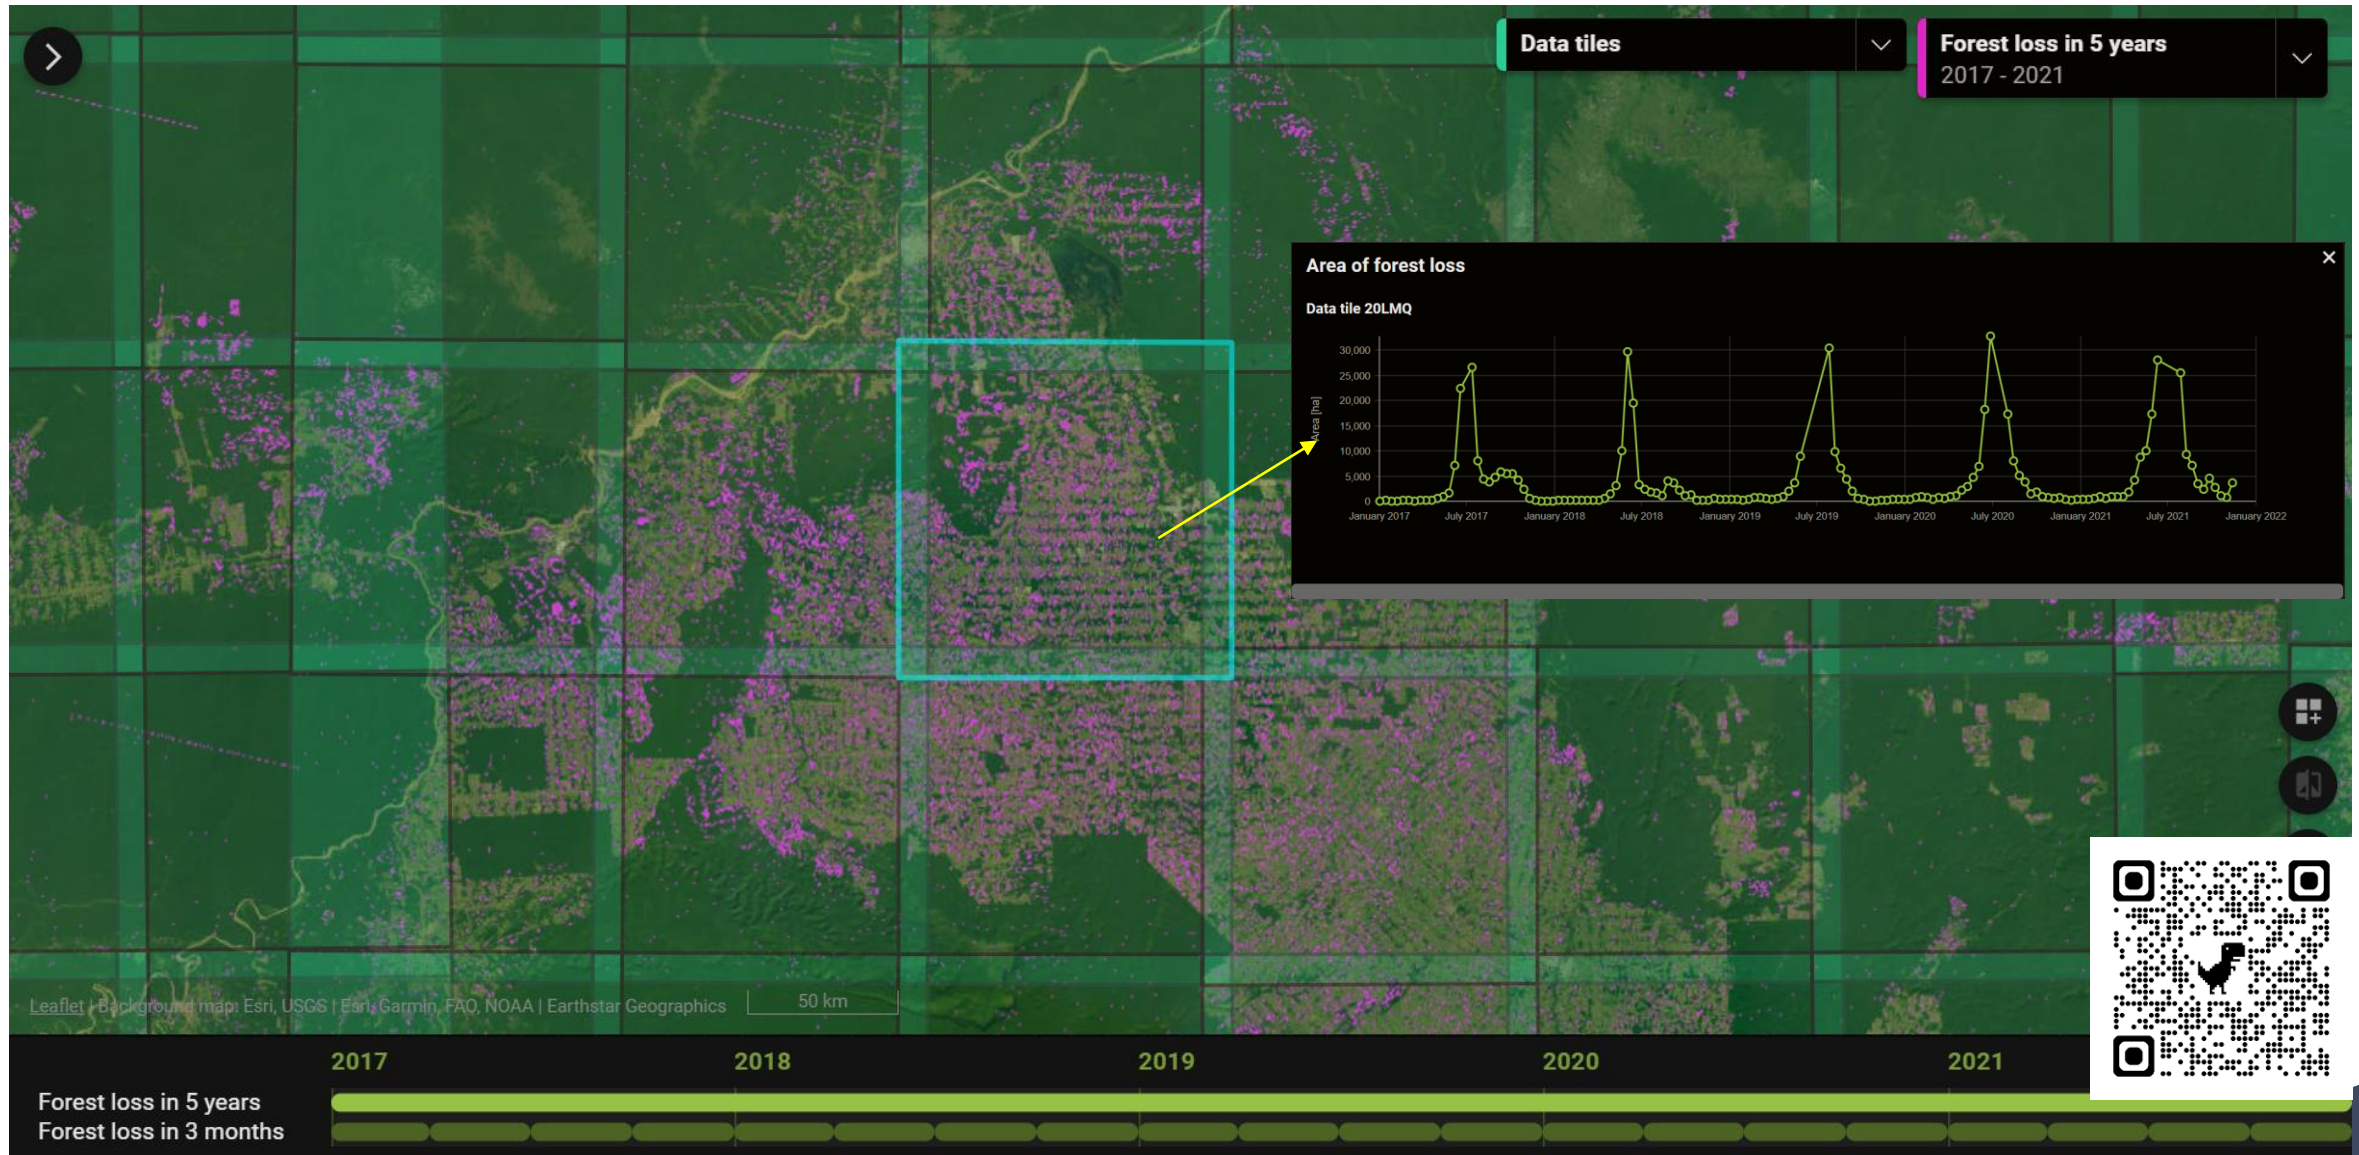 Data tiles
Forest loss in 5 years
2017 - 2021
Area of forest loss
Data tile 20LMQ
Area [ha]
30,000
25,000
20,000
15,000
10,000
5,000
0
January 2017 July 2017 January 2018 July 2018 January 2019 July 2019 January 2020 July 2020 January 2021 July 2021 January 2022
Leaflet | Background map: Esri, USGS | Esri, Garmin, FAO, NOAA | Earthstar Geographics
50 km
2017 2018 2019 2020 2021
Forest loss in 5 years
Forest loss in 3 months